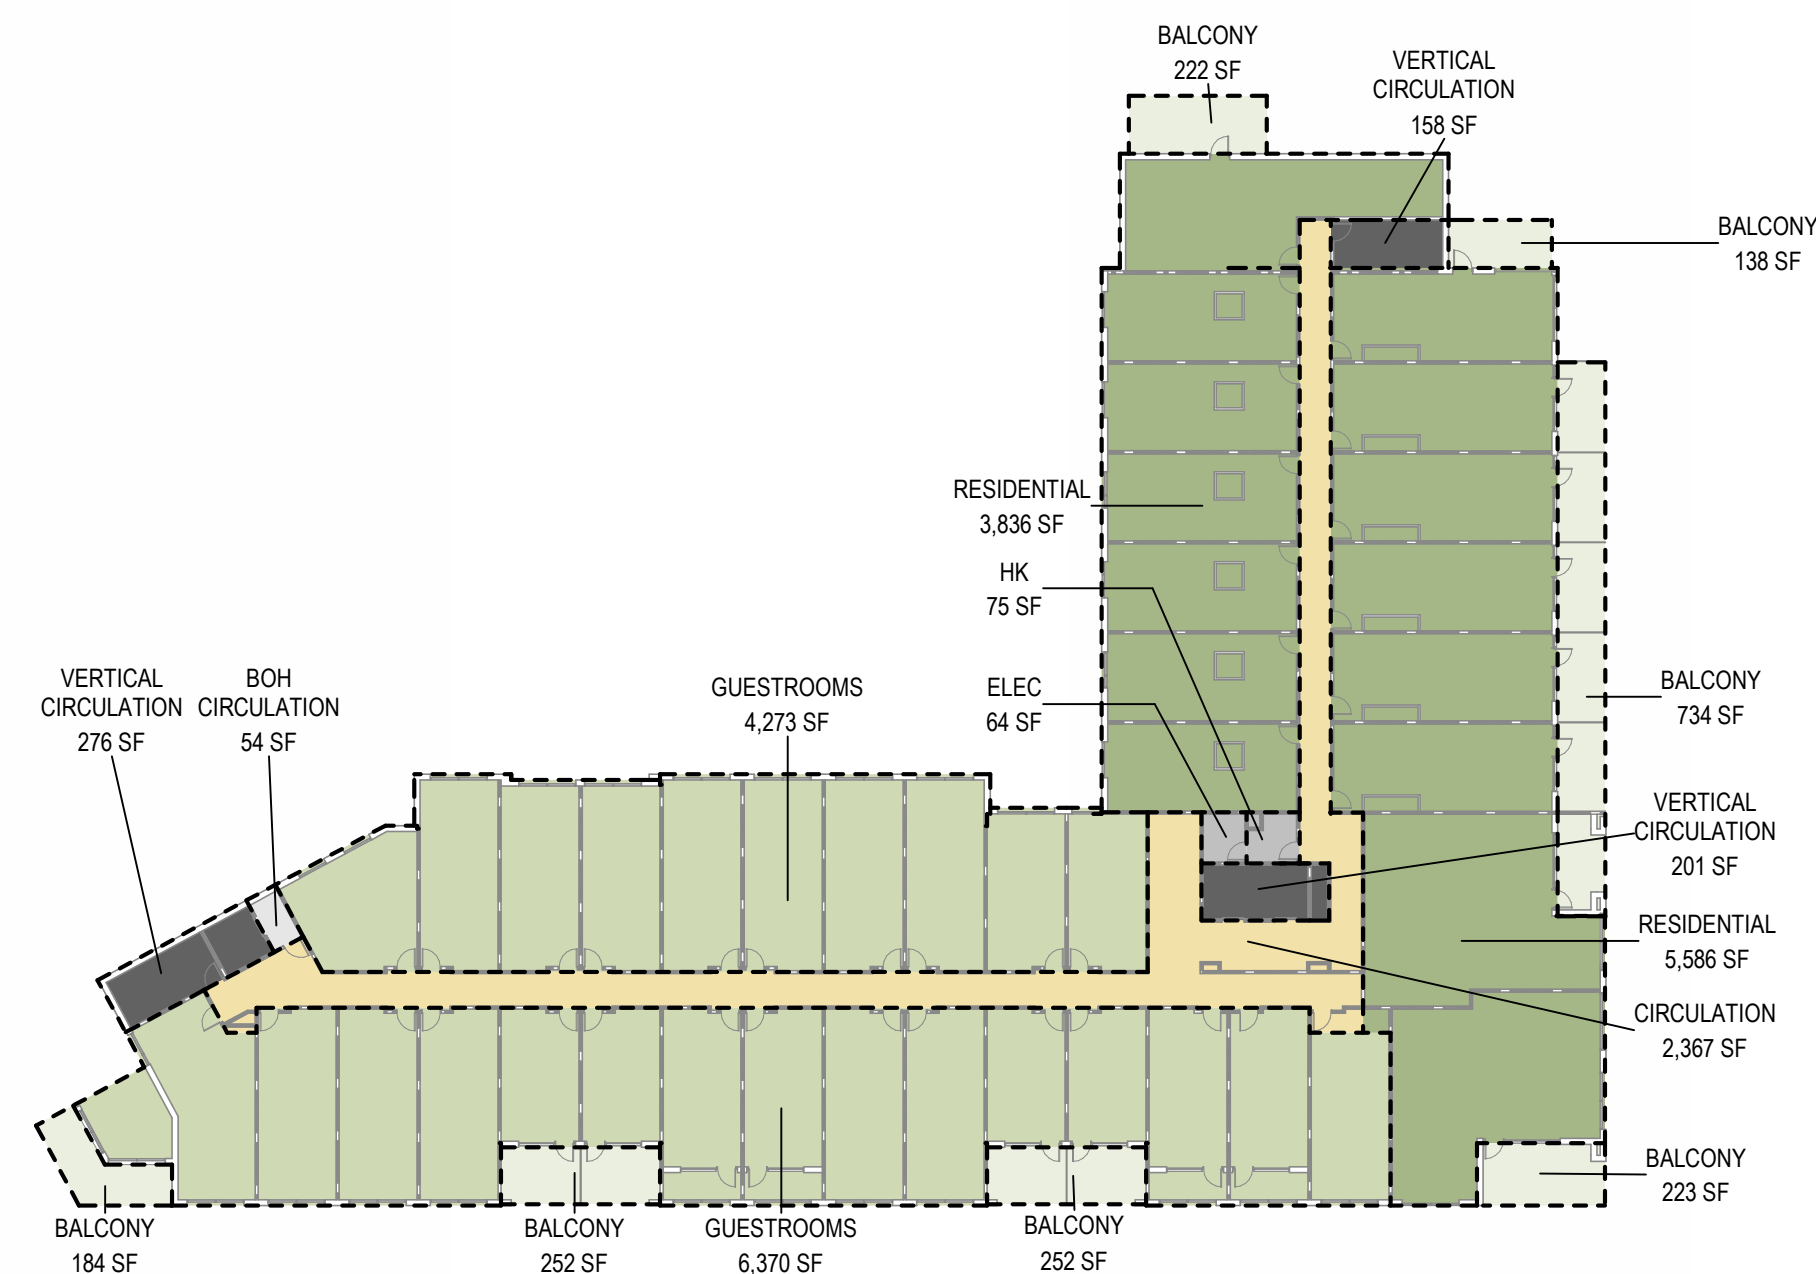 BALCONY
222 SF
VERTICAL
CIRCULATION
158 SF
BALCONY
138 SF
RESIDENTIAL
3,836 SF
HK
75 SF
ELEC
64 SF
VERTICAL
CIRCULATION
276 SF
BOH
CIRCULATION
54 SF
GUESTROOMS
4,273 SF
BALCONY
734 SF
VERTICAL
CIRCULATION
201 SF
RESIDENTIAL
5,586 SF
CIRCULATION
2,367 SF
BALCONY
223 SF
BALCONY
184 SF
BALCONY
252 SF
GUESTROOMS
6,370 SF
BALCONY
252 SF